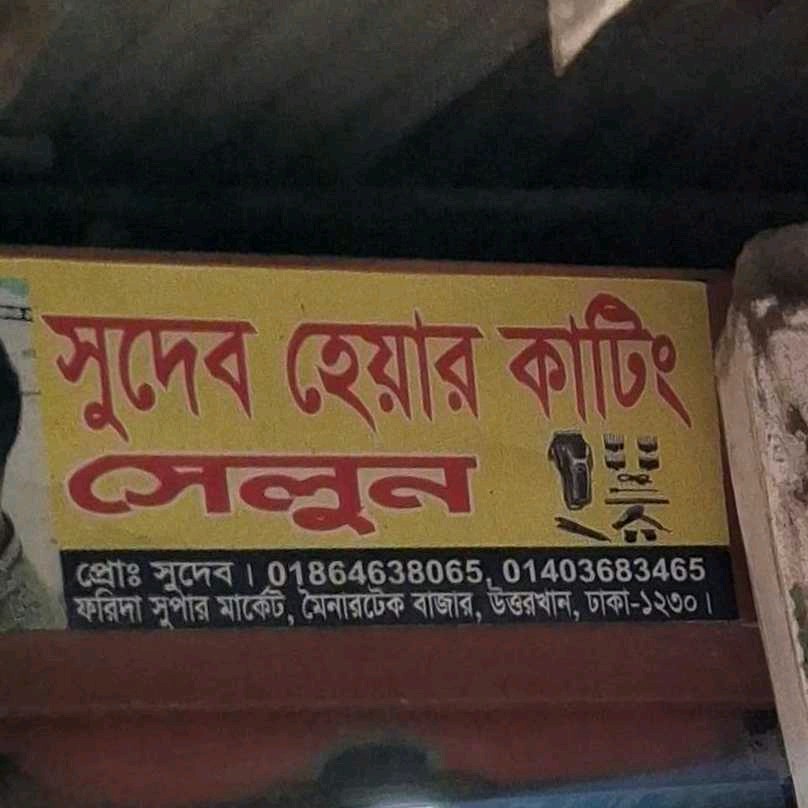 সুদেব হেয়ার কাটিং
সেলুন
প্রোঃ সুদেব। 01864638065, 01403683465
ফরিদা সুপার মার্কেট, মৈনারটেক বাজার, উত্তরখান, ঢাকা-১২৩০।